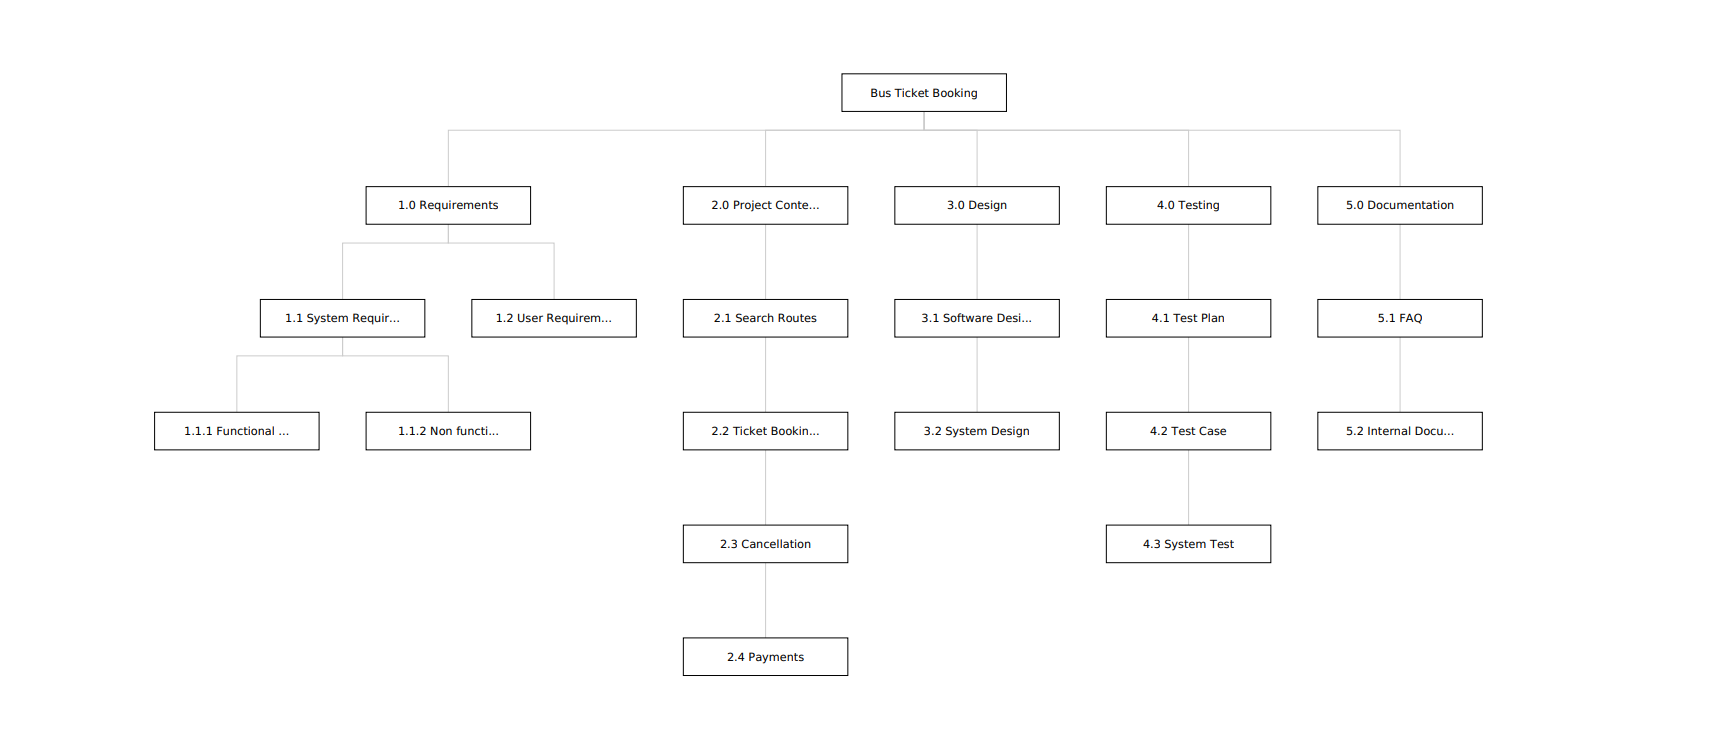 Bus Ticket Booking
1.0 Requirements
2.0 Project Conte...
3.0 Design
4.0 Testing
5.0 Documentation
1.1 System Requir...
1.2 User Requirem...
2.1 Search Routes
3.1 Software Desi...
4.1 Test Plan
5.1 FAQ
1.1.1 Functional ...
1.1.2 Non functi...
2.2 Ticket Bookin...
3.2 System Design
4.2 Test Case
5.2 Internal Docu...
2.3 Cancellation
4.3 System Test
2.4 Payments